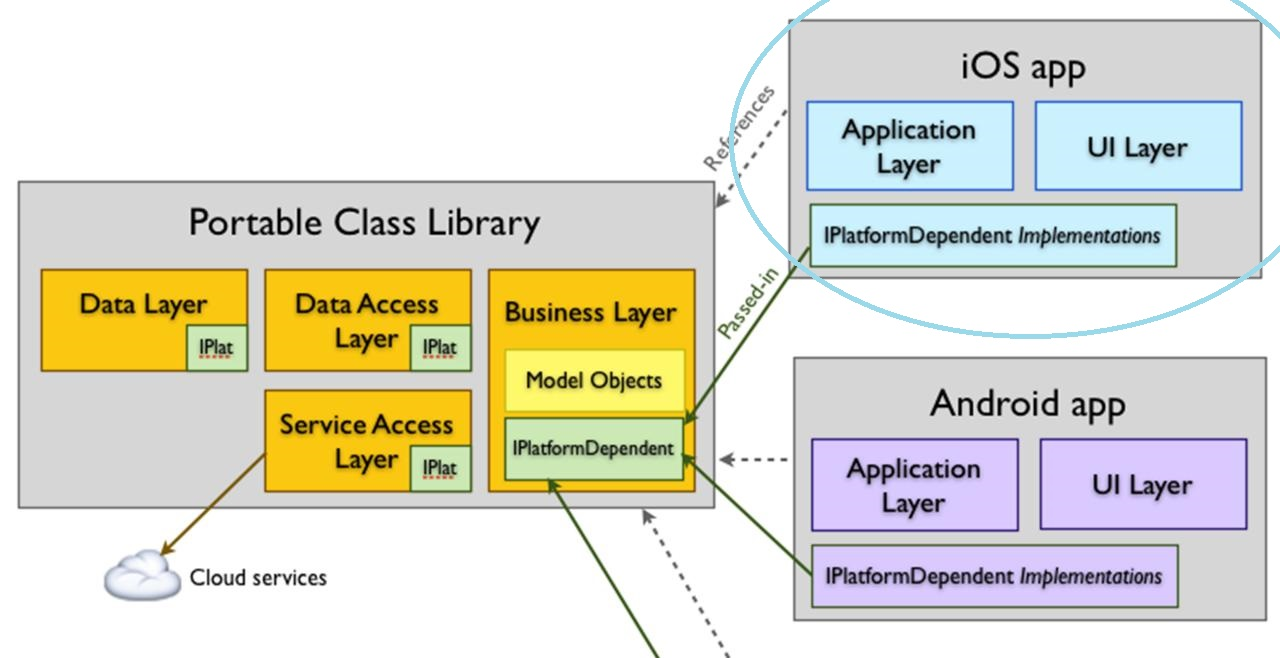 iOS app
Application
Layer
UI Layer
IPlatformDependent Implementations
References
Passed-in
Portable Class Library
Data Layer
IPlat
Data Access
Layer
IPlat
Service Access
Layer
IPlat
Business Layer
Model Objects
IPlatformDependent
Cloud services
Android app
Application
Layer
UI Layer
IPlatformDependent Implementations